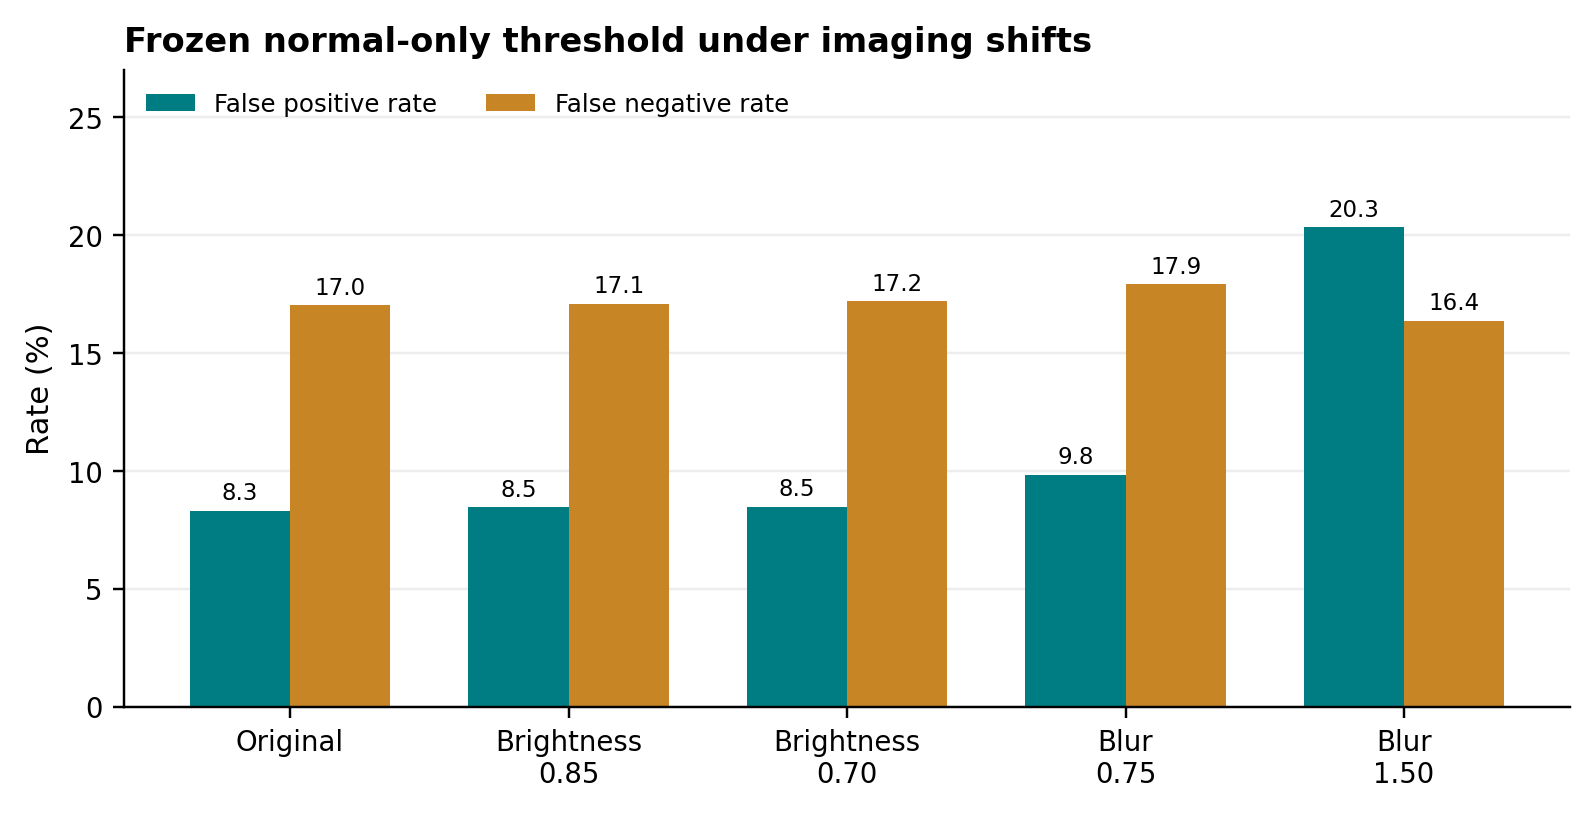 Frozen normal-only threshold under imaging shifts
False positive rate False negative rate
Rate (%)
25
20
15
10
5
0
8.3
17.0
8.5
17.1
8.5
17.2
9.8
17.9
20.3
16.4
Original
Brightness
0.85
Brightness
0.70
Blur
0.75
Blur
1.50